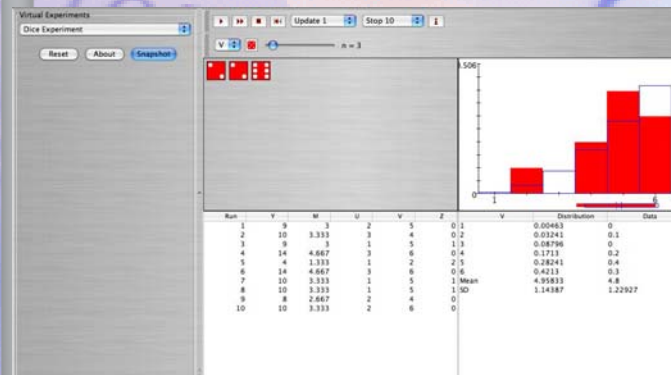 Virtual Experiments
Dice Experiment
Reset About Snapshot
Update 1 Stop 10
V n = 3
.506
1 6
Run Y M U V Z
1 9 3 2 5 0
2 10 3.333 3 4 0
3 9 3 1 5 1
4 14 4.667 3 6 0
5 4 1.333 1 2 2
6 14 4.667 3 6 0
7 10 3.333 1 5 1
8 10 3.333 1 5 1
9 8 2.667 2 4 0
10 10 3.333 2 6 0
V Distribution Data
1 0.00463 0
2 0.03241 0.1
3 0.08796 0
4 0.1713 0.2
5 0.28241 0.4
6 0.4213 0.3
Mean 4.95833 4.8
SD 1.14387 1.22927